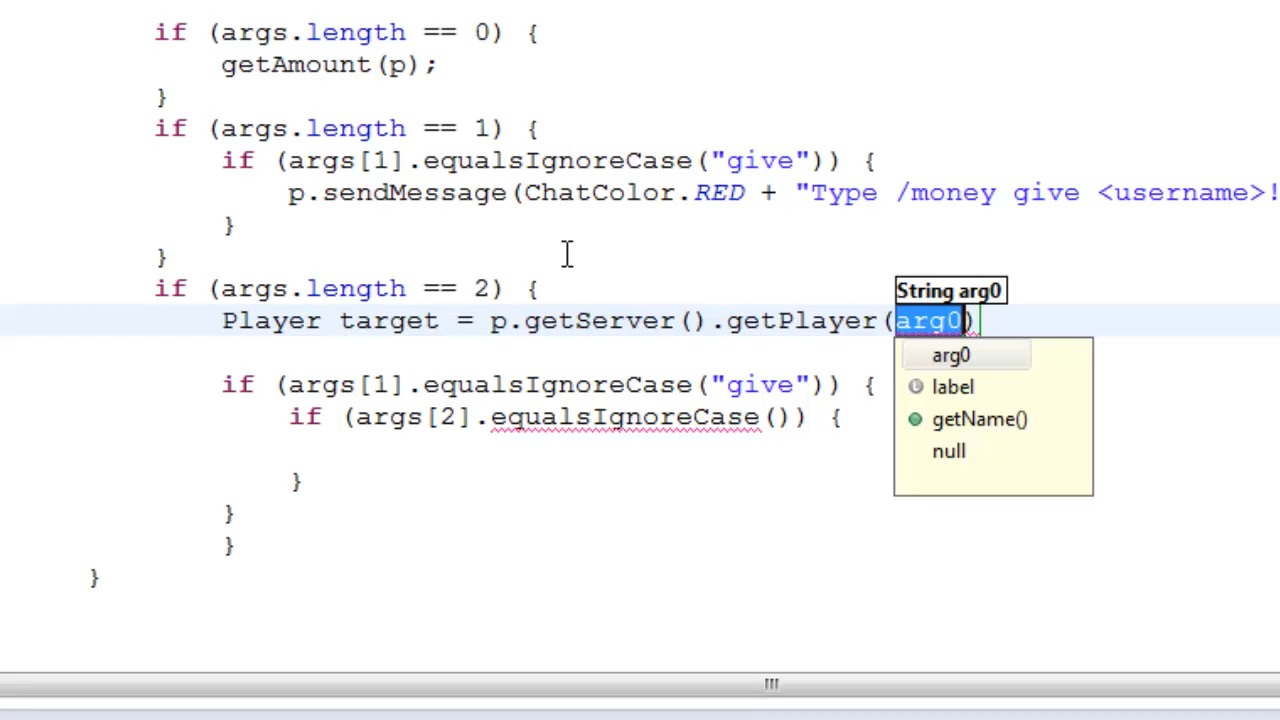 if (args.length == 0) {
getAmount(p);
}
if (args.length == 1) {
if (args[1].equalsIgnoreCase("give")) {
p.sendMessage(ChatColor.RED + "Type /money give <username>!
}
}
if (args.length == 2) {
String arg0
Player target = p.getServer().getPlayer(arg0)
arg0
if (args[1].equalsIgnoreCase("give")) {
label
if (args[2].equalsIgnoreCase()) {
getName()
null
}
}
}
}